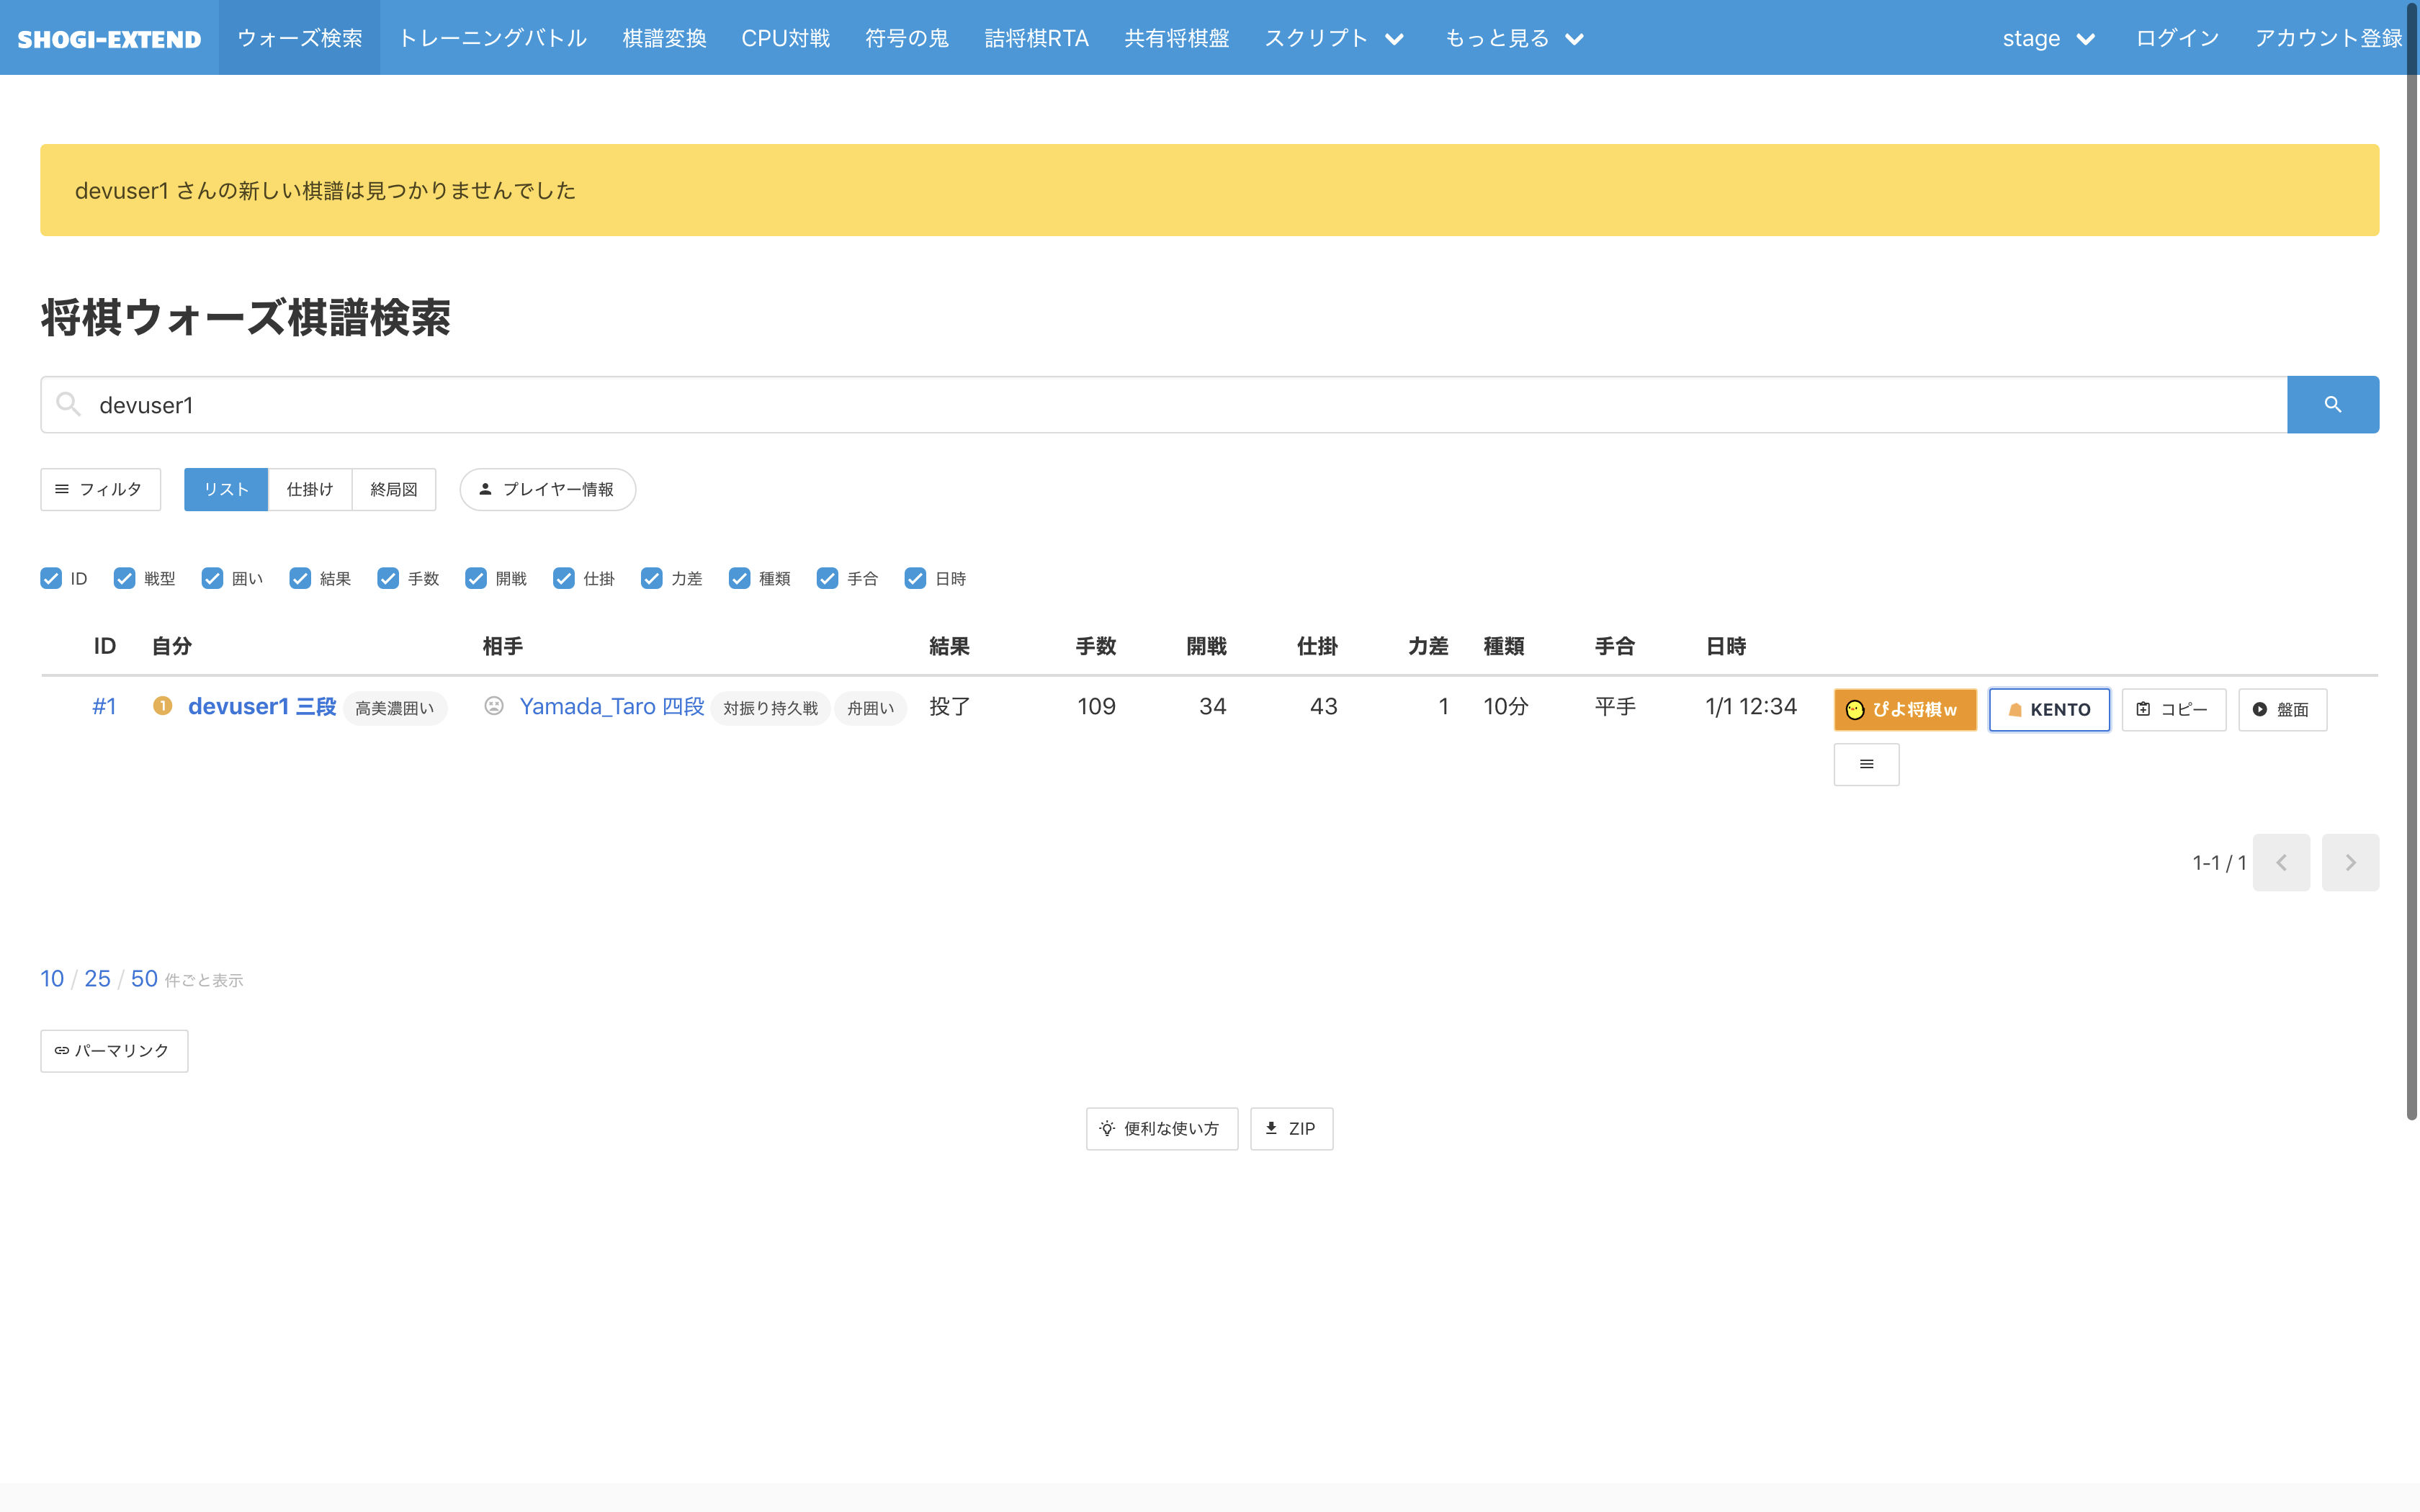 SHOGI-EXTEND ウォーズ検索 トレーニングバトル 棋譜変換 CPU対戦 符号の鬼 詰将棋RTA 共有将棋盤 スクリプト もっと見る stage ログイン アカウント登録
devuser1 さんの新しい棋譜は見つかりませんでした
将棋ウォーズ棋譜検索
devuser1
フィルタ リスト 仕掛け 終局図 プレイヤー情報
ID 戦型 囲い 結果 手数 開戦 仕掛 力差 種類 手合 日時
ID 自分 相手 結果 手数 開戦 仕掛 力差 種類 手合 日時
#1 1 devuser1 三段 高美濃囲い Yamada_Taro 四段 対振り持久戦 舟囲い 投了 109 34 43 1 10分 平手 1/1 12:34 ぴよ将棋w KENTO コピー 盤面
1-1 / 1
10 / 25 / 50 件ごと表示
パーマリンク
便利な使い方 ZIP